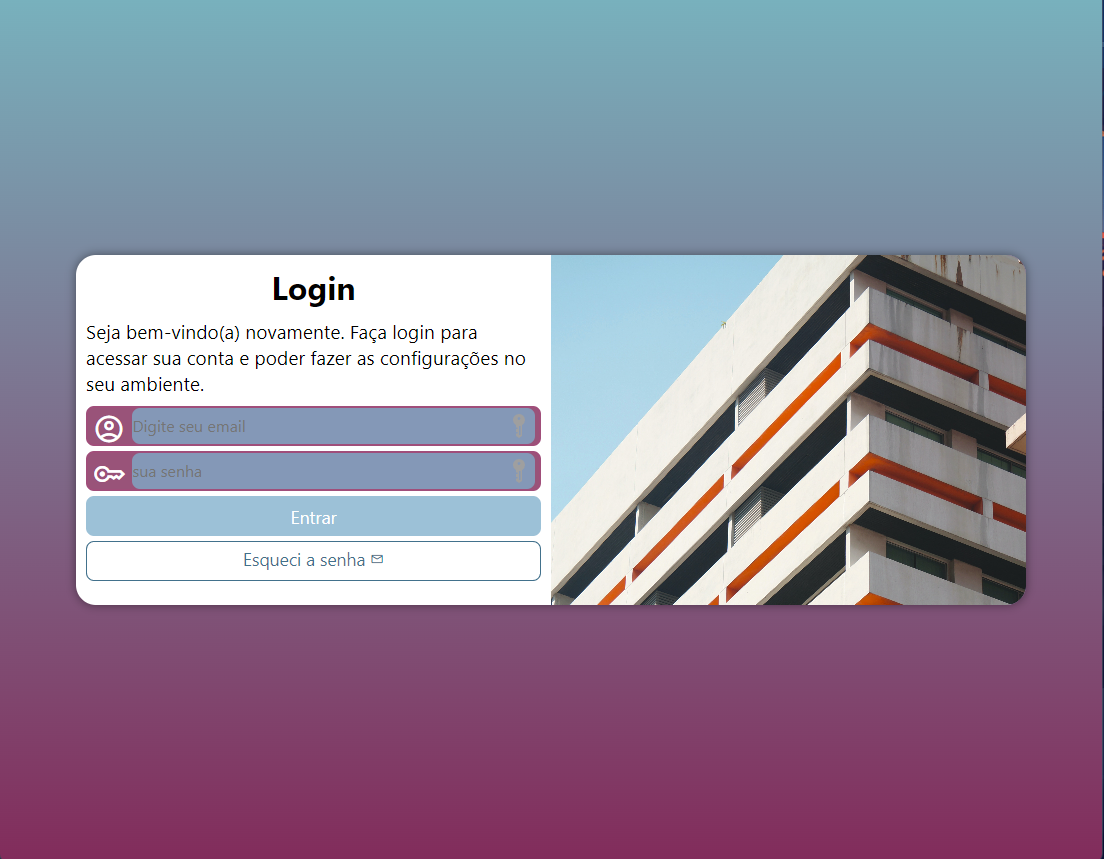 Login
Seja bem-vindo(a) novamente. Faça login para
acessar sua conta e poder fazer as configurações no
seu ambiente.
Digite seu email
sua senha
Entrar
Esqueci a senha